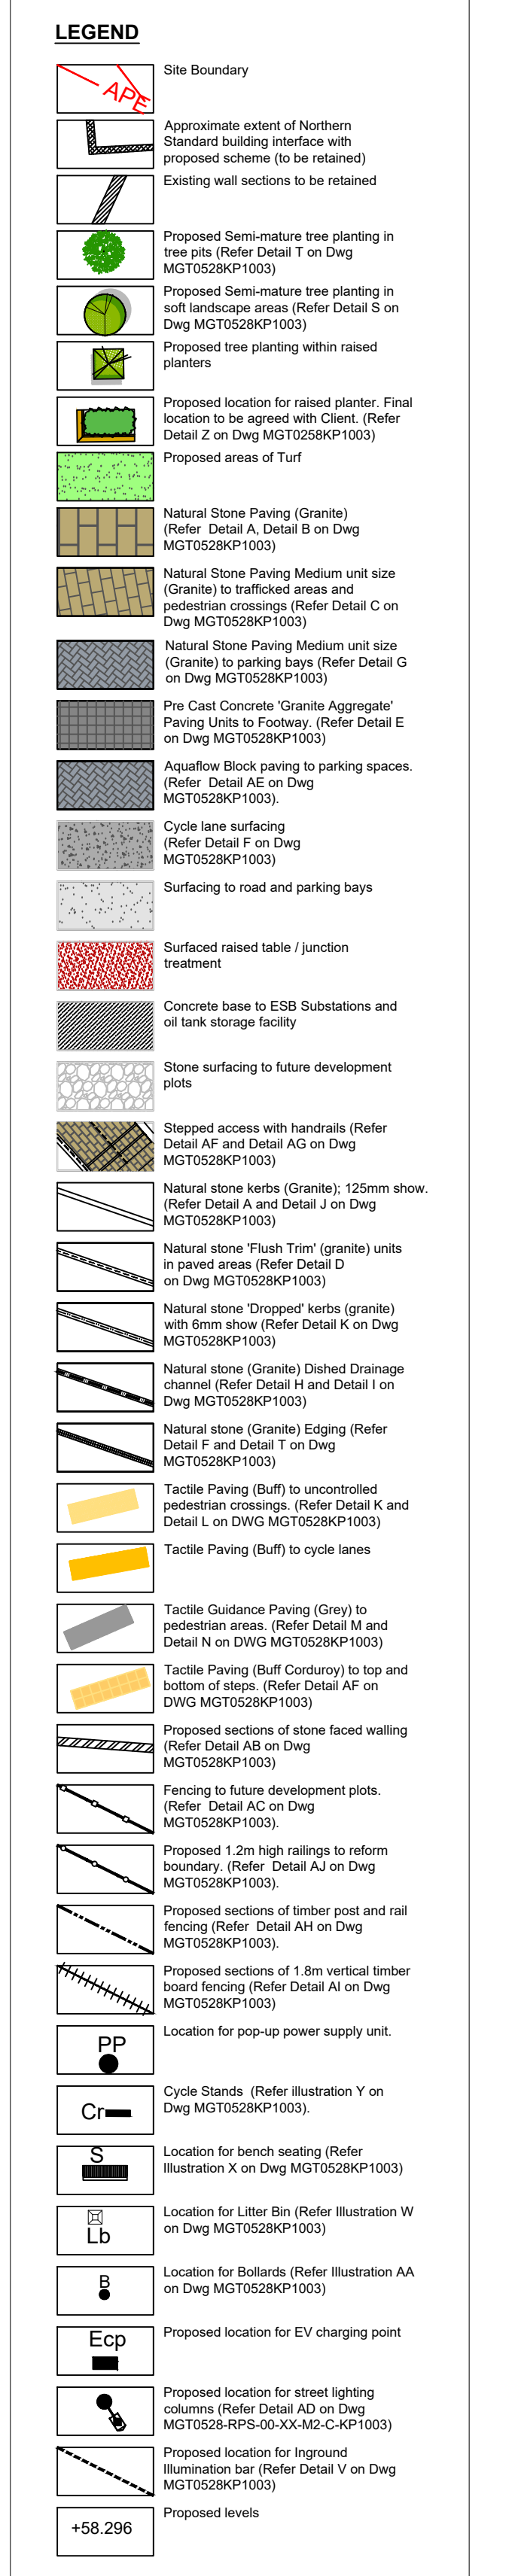 LEGEND
APE
Site Boundary
Approximate extent of Northern
Standard building interface with
proposed scheme (to be retained)
Existing wall sections to be retained
Proposed Semi-mature tree planting in
tree pits (Refer Detail T on Dwg
MGT0528KP1003)
Proposed Semi-mature tree planting in
soft landscape areas (Refer Detail S on
Dwg MGT0528KP1003)
Proposed tree planting within raised
planters
Proposed location for raised planter. Final
location to be agreed with Client. (Refer
Detail Z on Dwg MGT0258KP1003)
Proposed areas of Turf
Natural Stone Paving (Granite)
(Refer Detail A, Detail B on Dwg
MGT0528KP1003)
Natural Stone Paving Medium unit size
(Granite) to trafficked areas and
pedestrian crossings (Refer Detail C on
Dwg MGT0528KP1003)
Natural Stone Paving Medium unit size
(Granite) to parking bays (Refer Detail G
on Dwg MGT0528KP1003)
Pre Cast Concrete 'Granite Aggregate'
Paving Units to Footway. (Refer Detail E
on Dwg MGT0528KP1003)
Aquaflow Block paving to parking spaces.
(Refer Detail AE on Dwg
MGT0528KP1003).
Cycle lane surfacing
(Refer Detail F on Dwg
MGT0528KP1003)
Surfacing to road and parking bays
Surfaced raised table / junction
treatment
Concrete base to ESB Substations and
oil tank storage facility
Stone surfacing to future development
plots
Stepped access with handrails (Refer
Detail AF and Detail AG on Dwg
MGT0528KP1003)
Natural stone kerbs (Granite); 125mm show.
(Refer Detail A and Detail J on Dwg
MGT0528KP1003)
Natural stone 'Flush Trim' (granite) units
in paved areas (Refer Detail D
on Dwg MGT0528KP1003)
Natural stone 'Dropped' kerbs (granite)
with 6mm show (Refer Detail K on Dwg
MGT0528KP1003)
Natural stone (Granite) Dished Drainage
channel (Refer Detail H and Detail I on
Dwg MGT0528KP1003)
Natural stone (Granite) Edging (Refer
Detail F and Detail T on Dwg
MGT0528KP1003)
Tactile Paving (Buff) to uncontrolled
pedestrian crossings. (Refer Detail K and
Detail L on DWG MGT0528KP1003)
Tactile Paving (Buff) to cycle lanes
Tactile Guidance Paving (Grey) to
pedestrian areas. (Refer Detail M and
Detail N on DWG MGT0528KP1003)
Tactile Paving (Buff Corduroy) to top and
bottom of steps. (Refer Detail AF on
DWG MGT0528KP1003)
Proposed sections of stone faced walling
(Refer Detail AB on Dwg
MGT0528KP1003)
Fencing to future development plots.
(Refer Detail AC on Dwg
MGT0528KP1003).
Proposed 1.2m high railings to reform
boundary. (Refer Detail AJ on Dwg
MGT0528KP1003).
Proposed sections of timber post and rail
fencing (Refer Detail AH on Dwg
MGT0528KP1003).
Proposed sections of 1.8m vertical timber
board fencing (Refer Detail AI on Dwg
MGT0528KP1003)
PP
Location for pop-up power supply unit.
Cr
Cycle Stands (Refer illustration Y on
Dwg MGT0528KP1003).
S
Location for bench seating (Refer
Illustration X on Dwg MGT0528KP1003)
Lb
Location for Litter Bin (Refer Illustration W
on Dwg MGT0528KP1003)
B
Location for Bollards (Refer Illustration AA
on Dwg MGT0528KP1003)
Ecp
Proposed location for EV charging point
Proposed location for street lighting
columns (Refer Detail AD on Dwg
MGT0528-RPS-00-XX-M2-C-KP1003)
Proposed location for Inground
Illumination bar (Refer Detail V on Dwg
MGT0528KP1003)
+58.296
Proposed levels